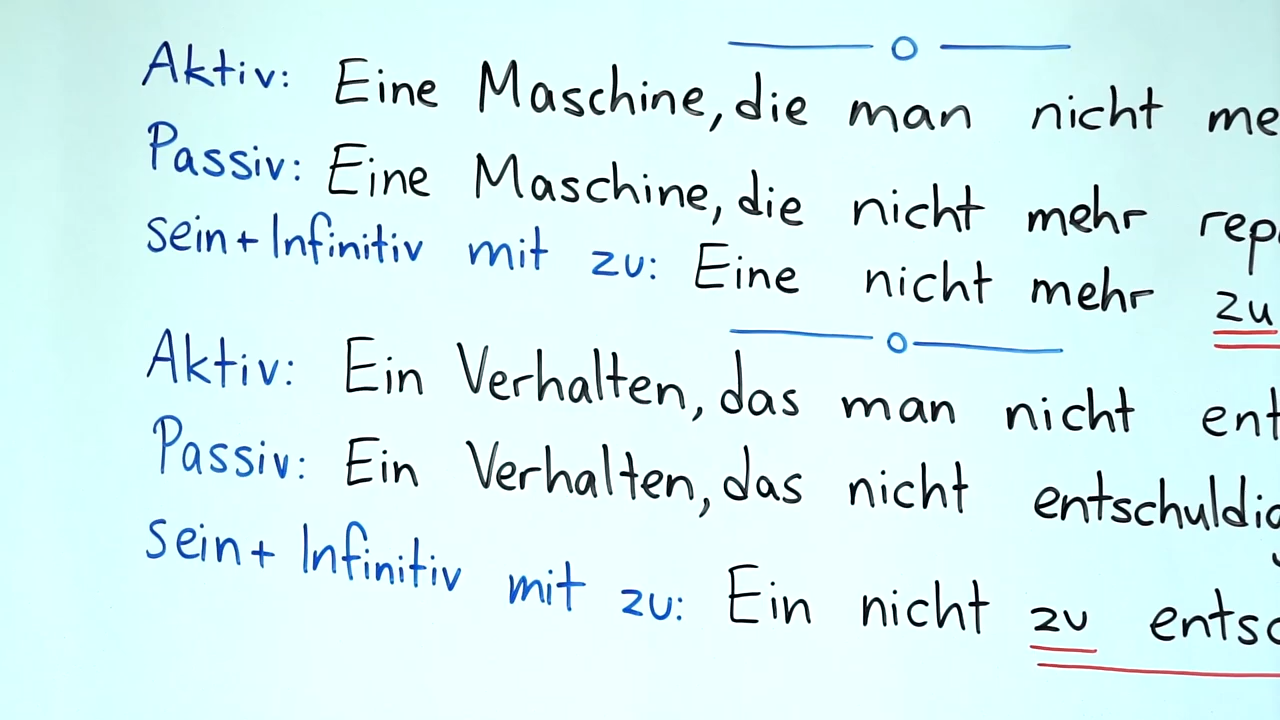 Aktiv: Eine Maschine, die man nicht me
Passiv: Eine Maschine, die nicht mehr rep
sein + Infinitiv mit zu: Eine nicht mehr zu
Aktiv: Ein Verhalten, das man nicht ent
Passiv: Ein Verhalten, das nicht entschuldig
sein + Infinitiv mit zu: Ein nicht zu entsc